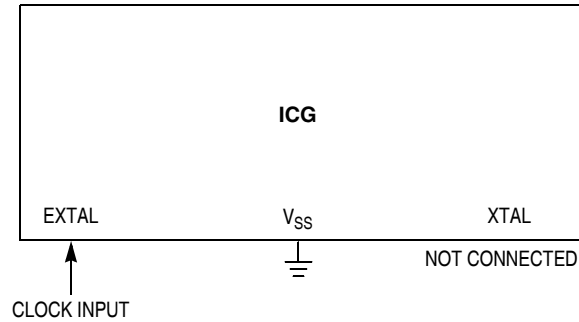 ICG
EXTAL
VSS
XTAL
NOT CONNECTED
CLOCK INPUT